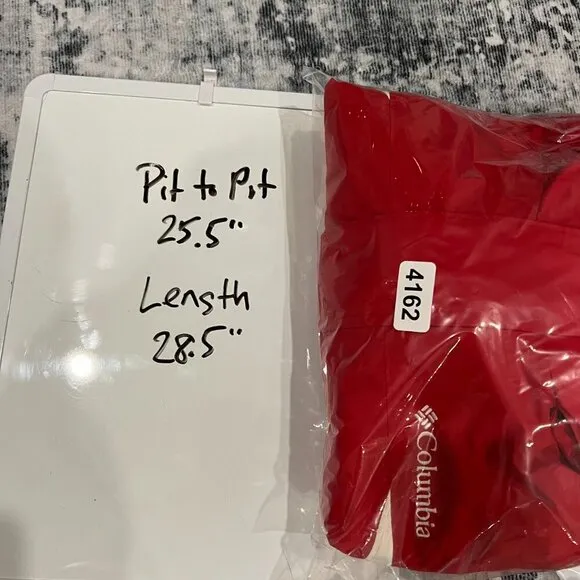 Pit to Pit
25.5"
Length
28.5"
4162
Columbia